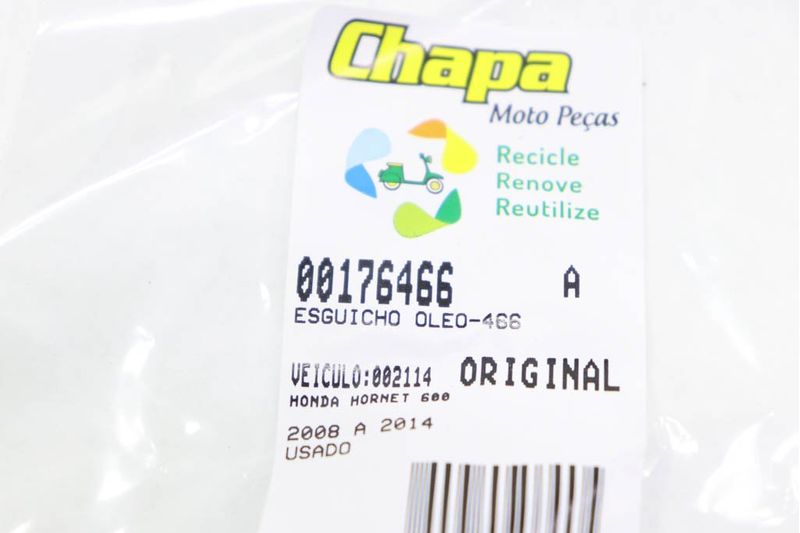 Chapa
Moto Peças
Recicle
Renove
Reutilize
00176466 A
ESGUICHO OLEO-466
VEICULO:002114 ORIGINAL
HONDA HORNET 600
2008 A 2014
USADO